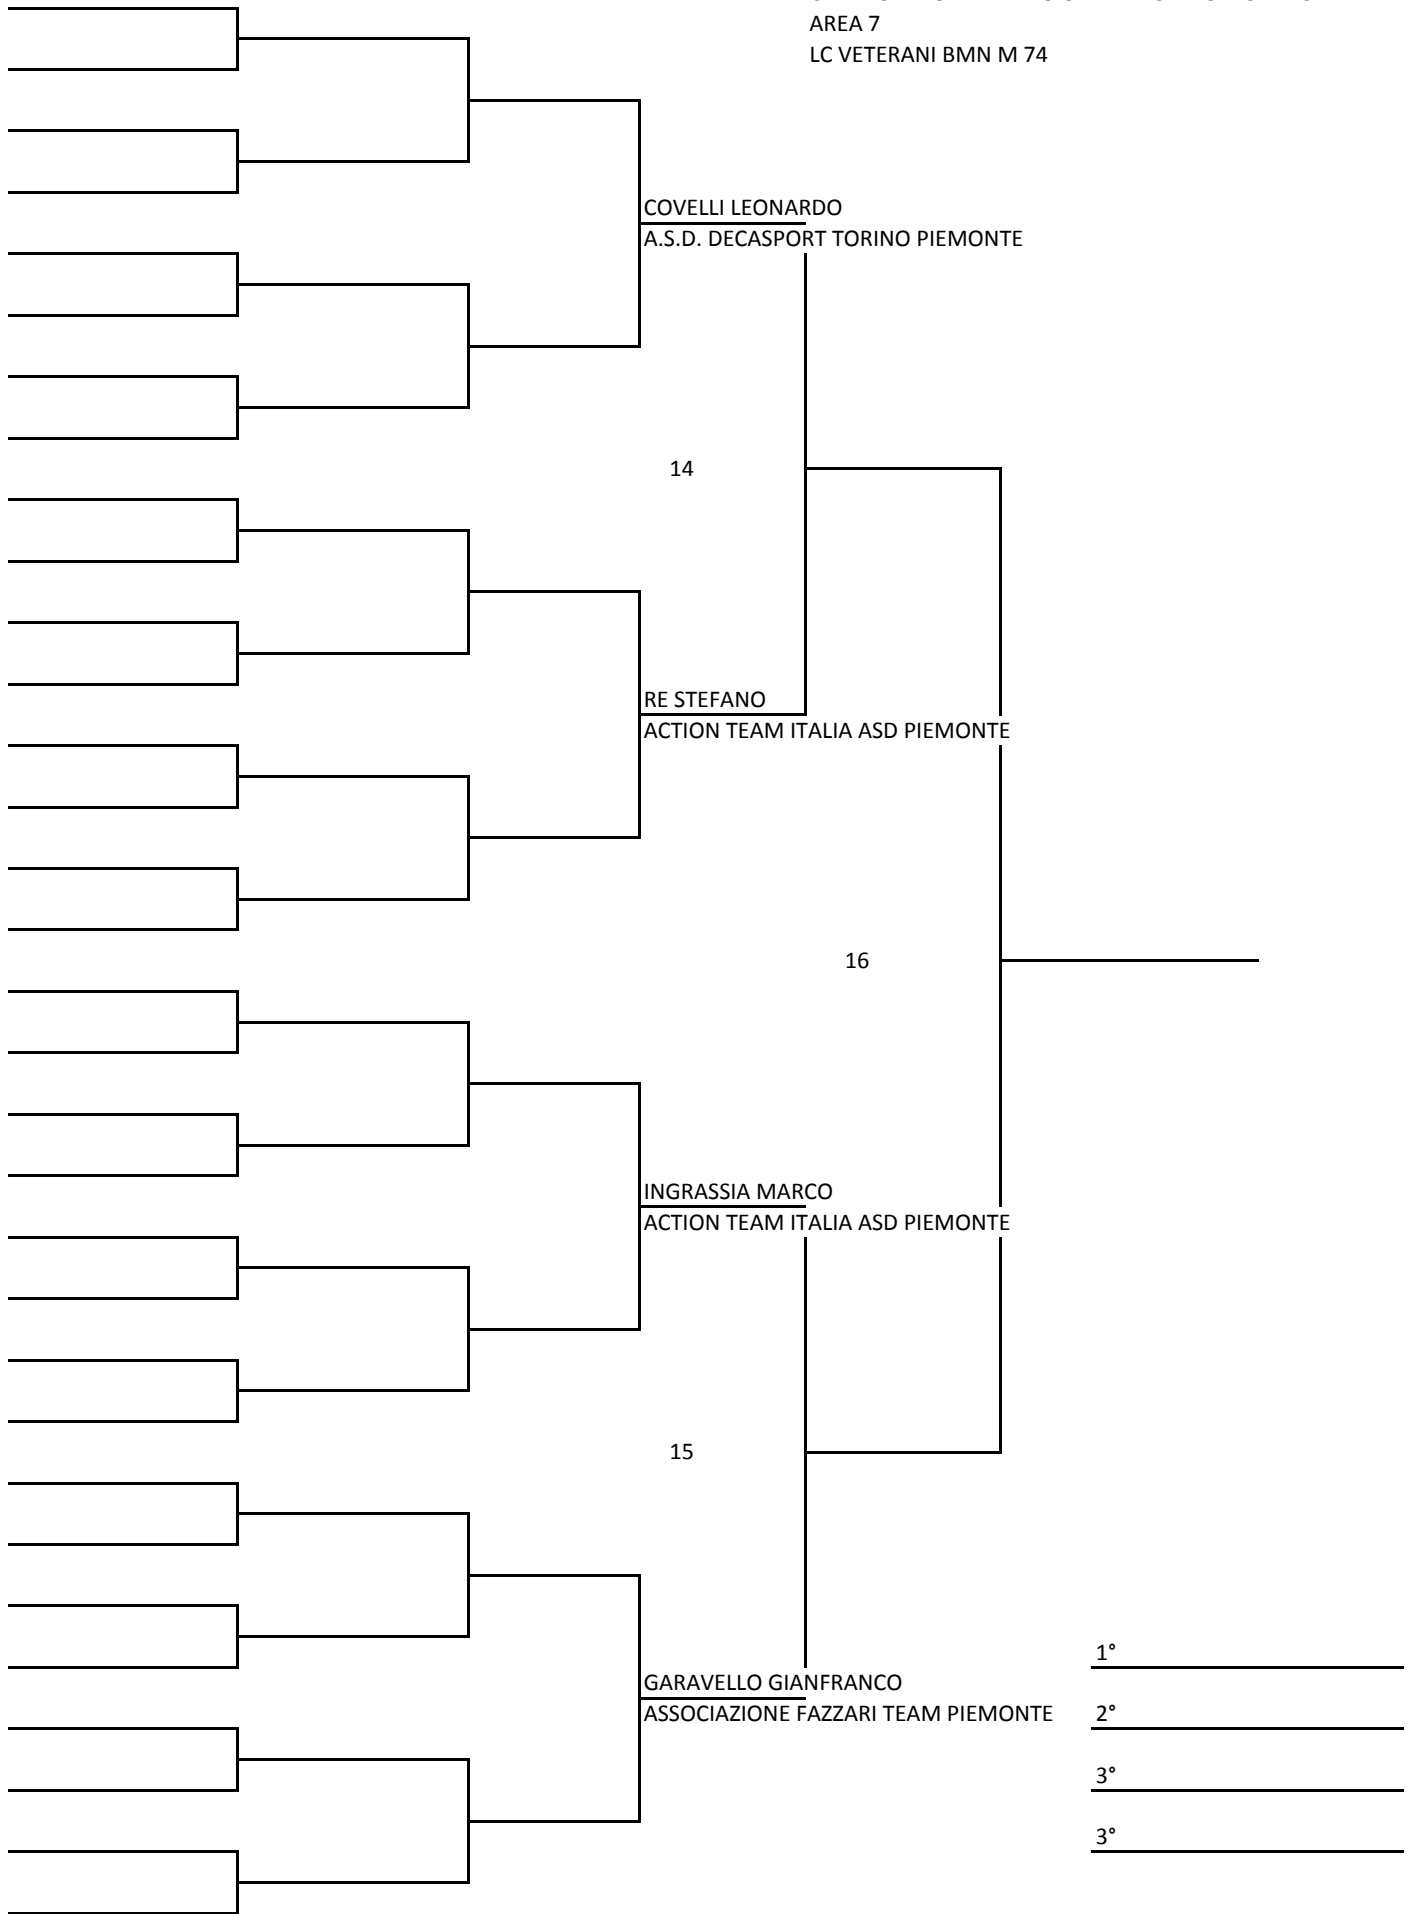 AREA 7
LC VETERANI BMN M 74
COVELLI LEONARDO
A.S.D. DECASPORT TORINO PIEMONTE
14
RE STEFANO
ACTION TEAM ITALIA ASD PIEMONTE
16
INGRASSIA MARCO
ACTION TEAM ITALIA ASD PIEMONTE
15
GARAVELLO GIANFRANCO
ASSOCIAZIONE FAZZARI TEAM PIEMONTE
1°
2°
3°
3°